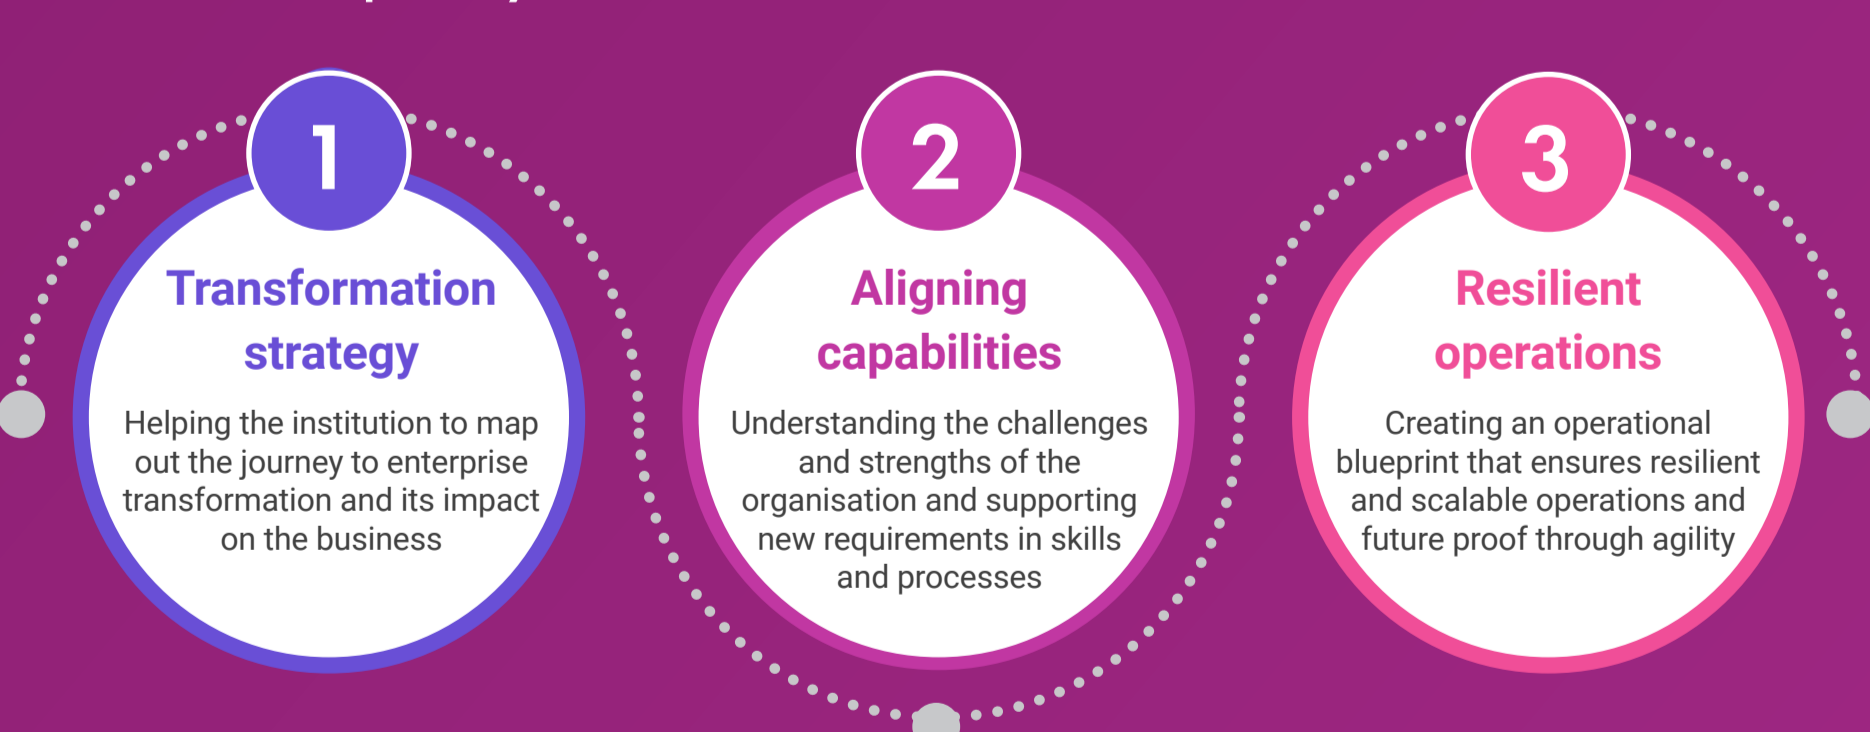 1
Transformation
strategy
Helping the institution to map
out the journey to enterprise
transformation and its impact
on the business
2
Aligning
capabilities
Understanding the challenges
and strengths of the
organisation and supporting
new requirements in skills
and processes
3
Resilient
operations
Creating an operational
blueprint that ensures resilient
and scalable operations and
future proof through agility